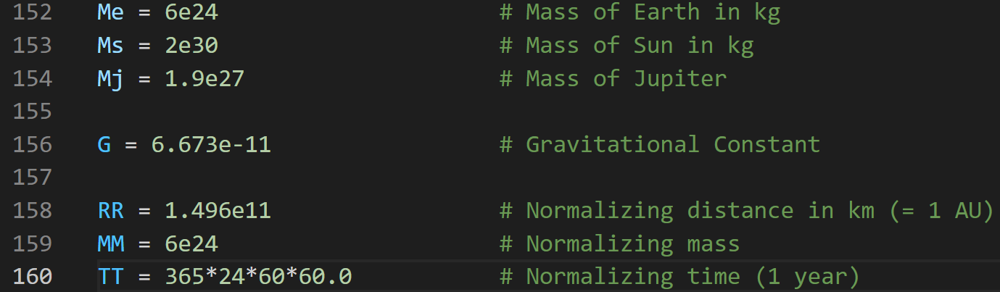 152 Me = 6e24 # Mass of Earth in kg
153 Ms = 2e30 # Mass of Sun in kg
154 Mj = 1.9e27 # Mass of Jupiter
155
156 G = 6.673e-11 # Gravitational Constant
157
158 RR = 1.496e11 # Normalizing distance in km (= 1 AU)
159 MM = 6e24 # Normalizing mass
160 TT = 365*24*60*60.0 # Normalizing time (1 year)